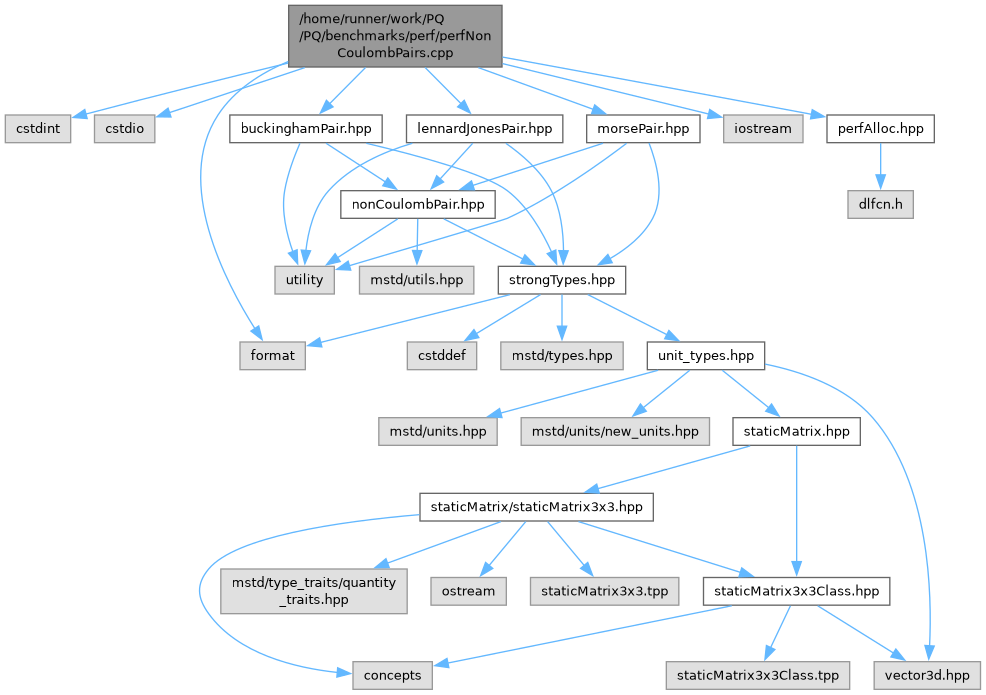 /home/runner/work/PQ
/PQ/benchmarks/perf/perfNon
CoulombPairs.cpp
cstdint
cstdio
buckinghamPair.hpp
lennardJonesPair.hpp
morsePair.hpp
iostream
perfAlloc.hpp
nonCoulombPair.hpp
dlfcn.h
utility
mstd/utils.hpp
strongTypes.hpp
format
cstddef
mstd/types.hpp
unit_types.hpp
mstd/units.hpp
mstd/units/new_units.hpp
staticMatrix.hpp
staticMatrix/staticMatrix3x3.hpp
mstd/type_traits/quantity
_traits.hpp
ostream
staticMatrix3x3.tpp
staticMatrix3x3Class.hpp
concepts
staticMatrix3x3Class.tpp
vector3d.hpp